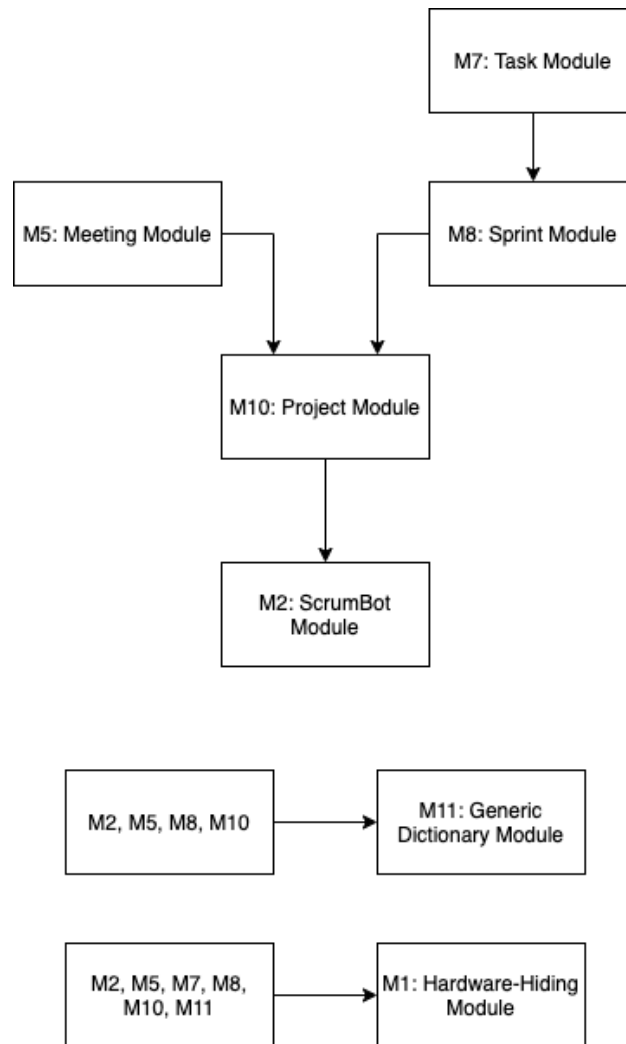 M7: Task Module
M5: Meeting Module
M8: Sprint Module
M10: Project Module
M2: ScrumBot
Module
M2, M5, M8, M10
M11: Generic
Dictionary Module
M2, M5, M7, M8,
M10, M11
M1: Hardware-Hiding
Module